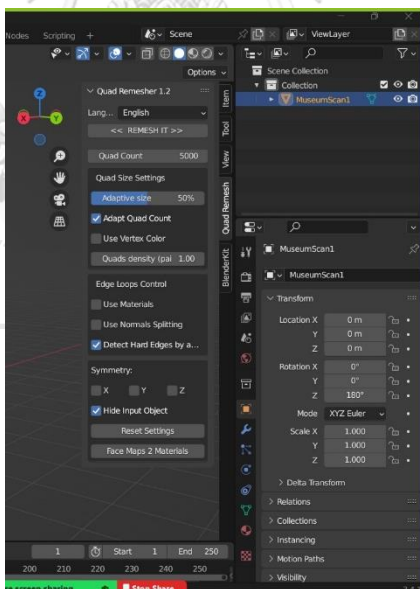 Nodes Scripting + Scene ViewLayer
Options
Scene Collection
Collection
MuseumScan1
Quad Remesher 1.2
Lang... English
<< REMESH IT >>
Quad Count 5000
Quad Size Settings
Adaptive size 50%
Adapt Quad Count
Use Vertex Color
Quads density (pai 1.00
Edge Loops Control
Use Materials
Use Normals Splitting
Detect Hard Edges by a...
Symmetry:
X Y Z
Hide Input Object
Reset Settings
Face Maps 2 Materials
Item
Tool
View
Quad Remesh
BlenderKit
X
Y
Z
MuseumScan1
MuseumScan1
Transform
Location X 0 m
Y 0 m
Z 0 m
Rotation X 0°
Y 0°
Z 180°
Mode XYZ Euler
Scale X 1.000
Y 1.000
Z 1.000
Delta Transform
Relations
Collections
Instancing
Motion Paths
Visibility
1 Start 1 End 250
200 210 220 230 240 250
screen sharing Stop Share